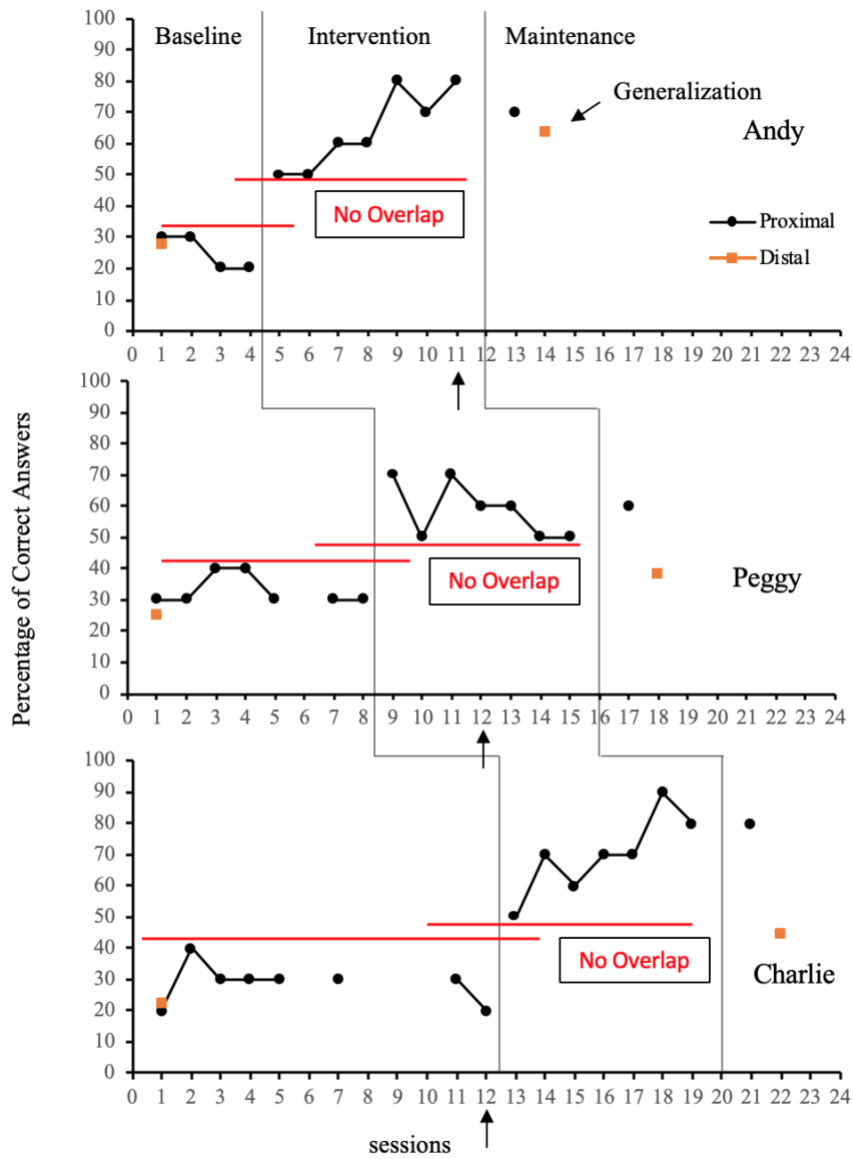 Baseline Intervention Maintenance
Generalization
Andy
No Overlap
Proximal
Distal
100
90
80
70
60
50
40
30
20
10
0
0 1 2 3 4 5 6 7 8 9 10 11 12 13 14 15 16 17 18 19 20 21 22 23 24
Percentage of Correct Answers
100
90
80
70
60
50
40
30
20
10
0
No Overlap
Peggy
0 1 2 3 4 5 6 7 8 9 10 11 12 13 14 15 16 17 18 19 20 21 22 23 24
100
90
80
70
60
50
40
30
20
10
0
No Overlap
Charlie
0 1 2 3 4 5 6 7 8 9 10 11 12 13 14 15 16 17 18 19 20 21 22 23 24
sessions